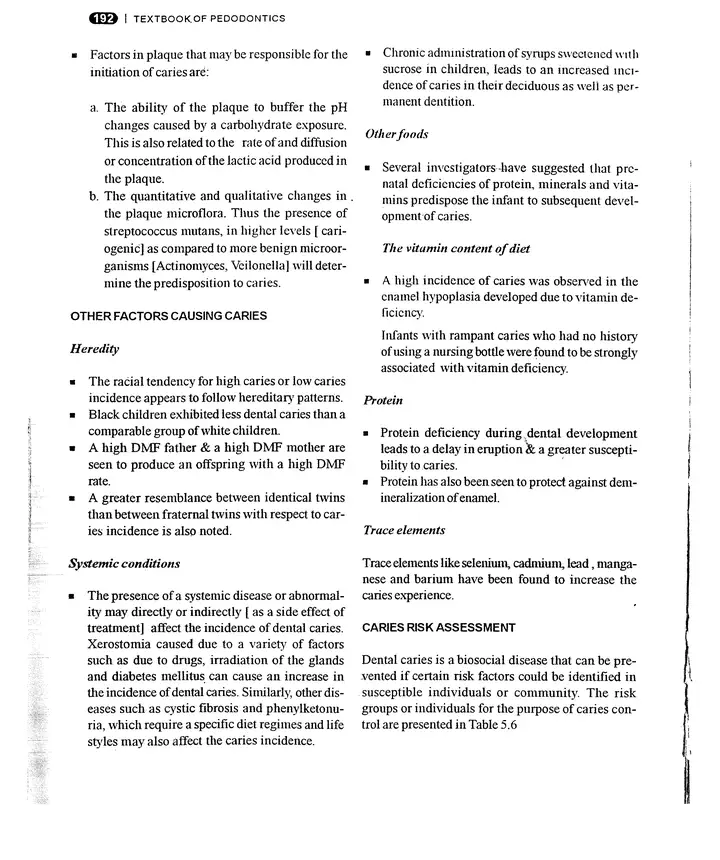 192 | TEXTBOOK OF PEDODONTICS
▪ Factors in plaque that may be responsible for the
initiation of caries are:
a. The ability of the plaque to buffer the pH
changes caused by a carbohydrate exposure.
This is also related to the rate of and diffusion
or concentration of the lactic acid produced in
the plaque.
b. The quantitative and qualitative changes in
the plaque microflora. Thus the presence of
streptococcus mutans, in higher levels [ cari-
ogenic] as compared to more benign microor-
ganisms [Actinomyces, Veilonella] will deter-
mine the predisposition to caries.
OTHER FACTORS CAUSING CARIES
Heredity
▪ The racial tendency for high caries or low caries
incidence appears to follow hereditary patterns.
▪ Black children exhibited less dental caries than a
comparable group of white children.
▪ A high DMF father & a high DMF mother are
seen to produce an offspring with a high DMF
rate.
▪ A greater resemblance between identical twins
than between fraternal twins with respect to car-
ies incidence is also noted.
Systemic conditions
▪ The presence of a systemic disease or abnormal-
ity may directly or indirectly [ as a side effect of
treatment] affect the incidence of dental caries.
Xerostomia caused due to a variety of factors
such as due to drugs, irradiation of the glands
and diabetes mellitus can cause an increase in
the incidence of dental caries. Similarly, other dis-
eases such as cystic fibrosis and phenylketonu-
ria, which require a specific diet regimes and life
styles may also affect the caries incidence.
▪ Chronic administration of syrups sweetened with
sucrose in children, leads to an increased inci-
dence of caries in their deciduous as well as per-
manent dentition.
Other foods
▪ Several investigators have suggested that pre-
natal deficiencies of protein, minerals and vita-
mins predispose the infant to subsequent devel-
opment of caries.
The vitamin content of diet
▪ A high incidence of caries was observed in the
enamel hypoplasia developed due to vitamin de-
ficiency.
Infants with rampant caries who had no history
of using a nursing bottle were found to be strongly
associated with vitamin deficiency.
Protein
▪ Protein deficiency during dental development
leads to a delay in eruption & a greater suscepti-
bility to caries.
▪ Protein has also been seen to protect against dem-
ineralization of enamel.
Trace elements
Trace elements like selenium, cadmium, lead , manga-
nese and barium have been found to increase the
caries experience.
CARIES RISK ASSESSMENT
Dental caries is a biosocial disease that can be pre-
vented if certain risk factors could be identified in
susceptible individuals or community. The risk
groups or individuals for the purpose of caries con-
trol are presented in Table 5.6